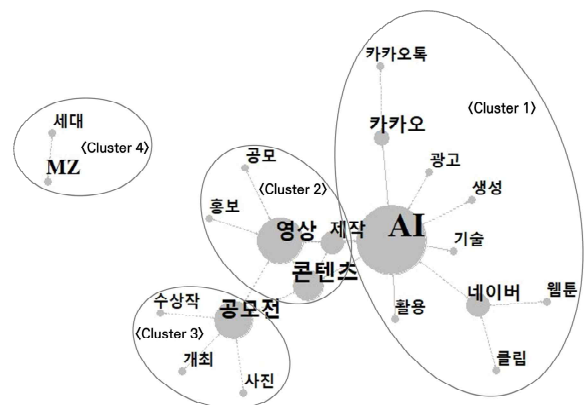 카카오톡
<Cluster 1>
카카오
세대
<Cluster 4>
MZ
공모
광고
<Cluster 2>
생성
홍보
영상
제작
AI
기술
콘텐츠
네이버
웹툰
수상작
공모전
활용
<Cluster 3>
개최
클립
사진